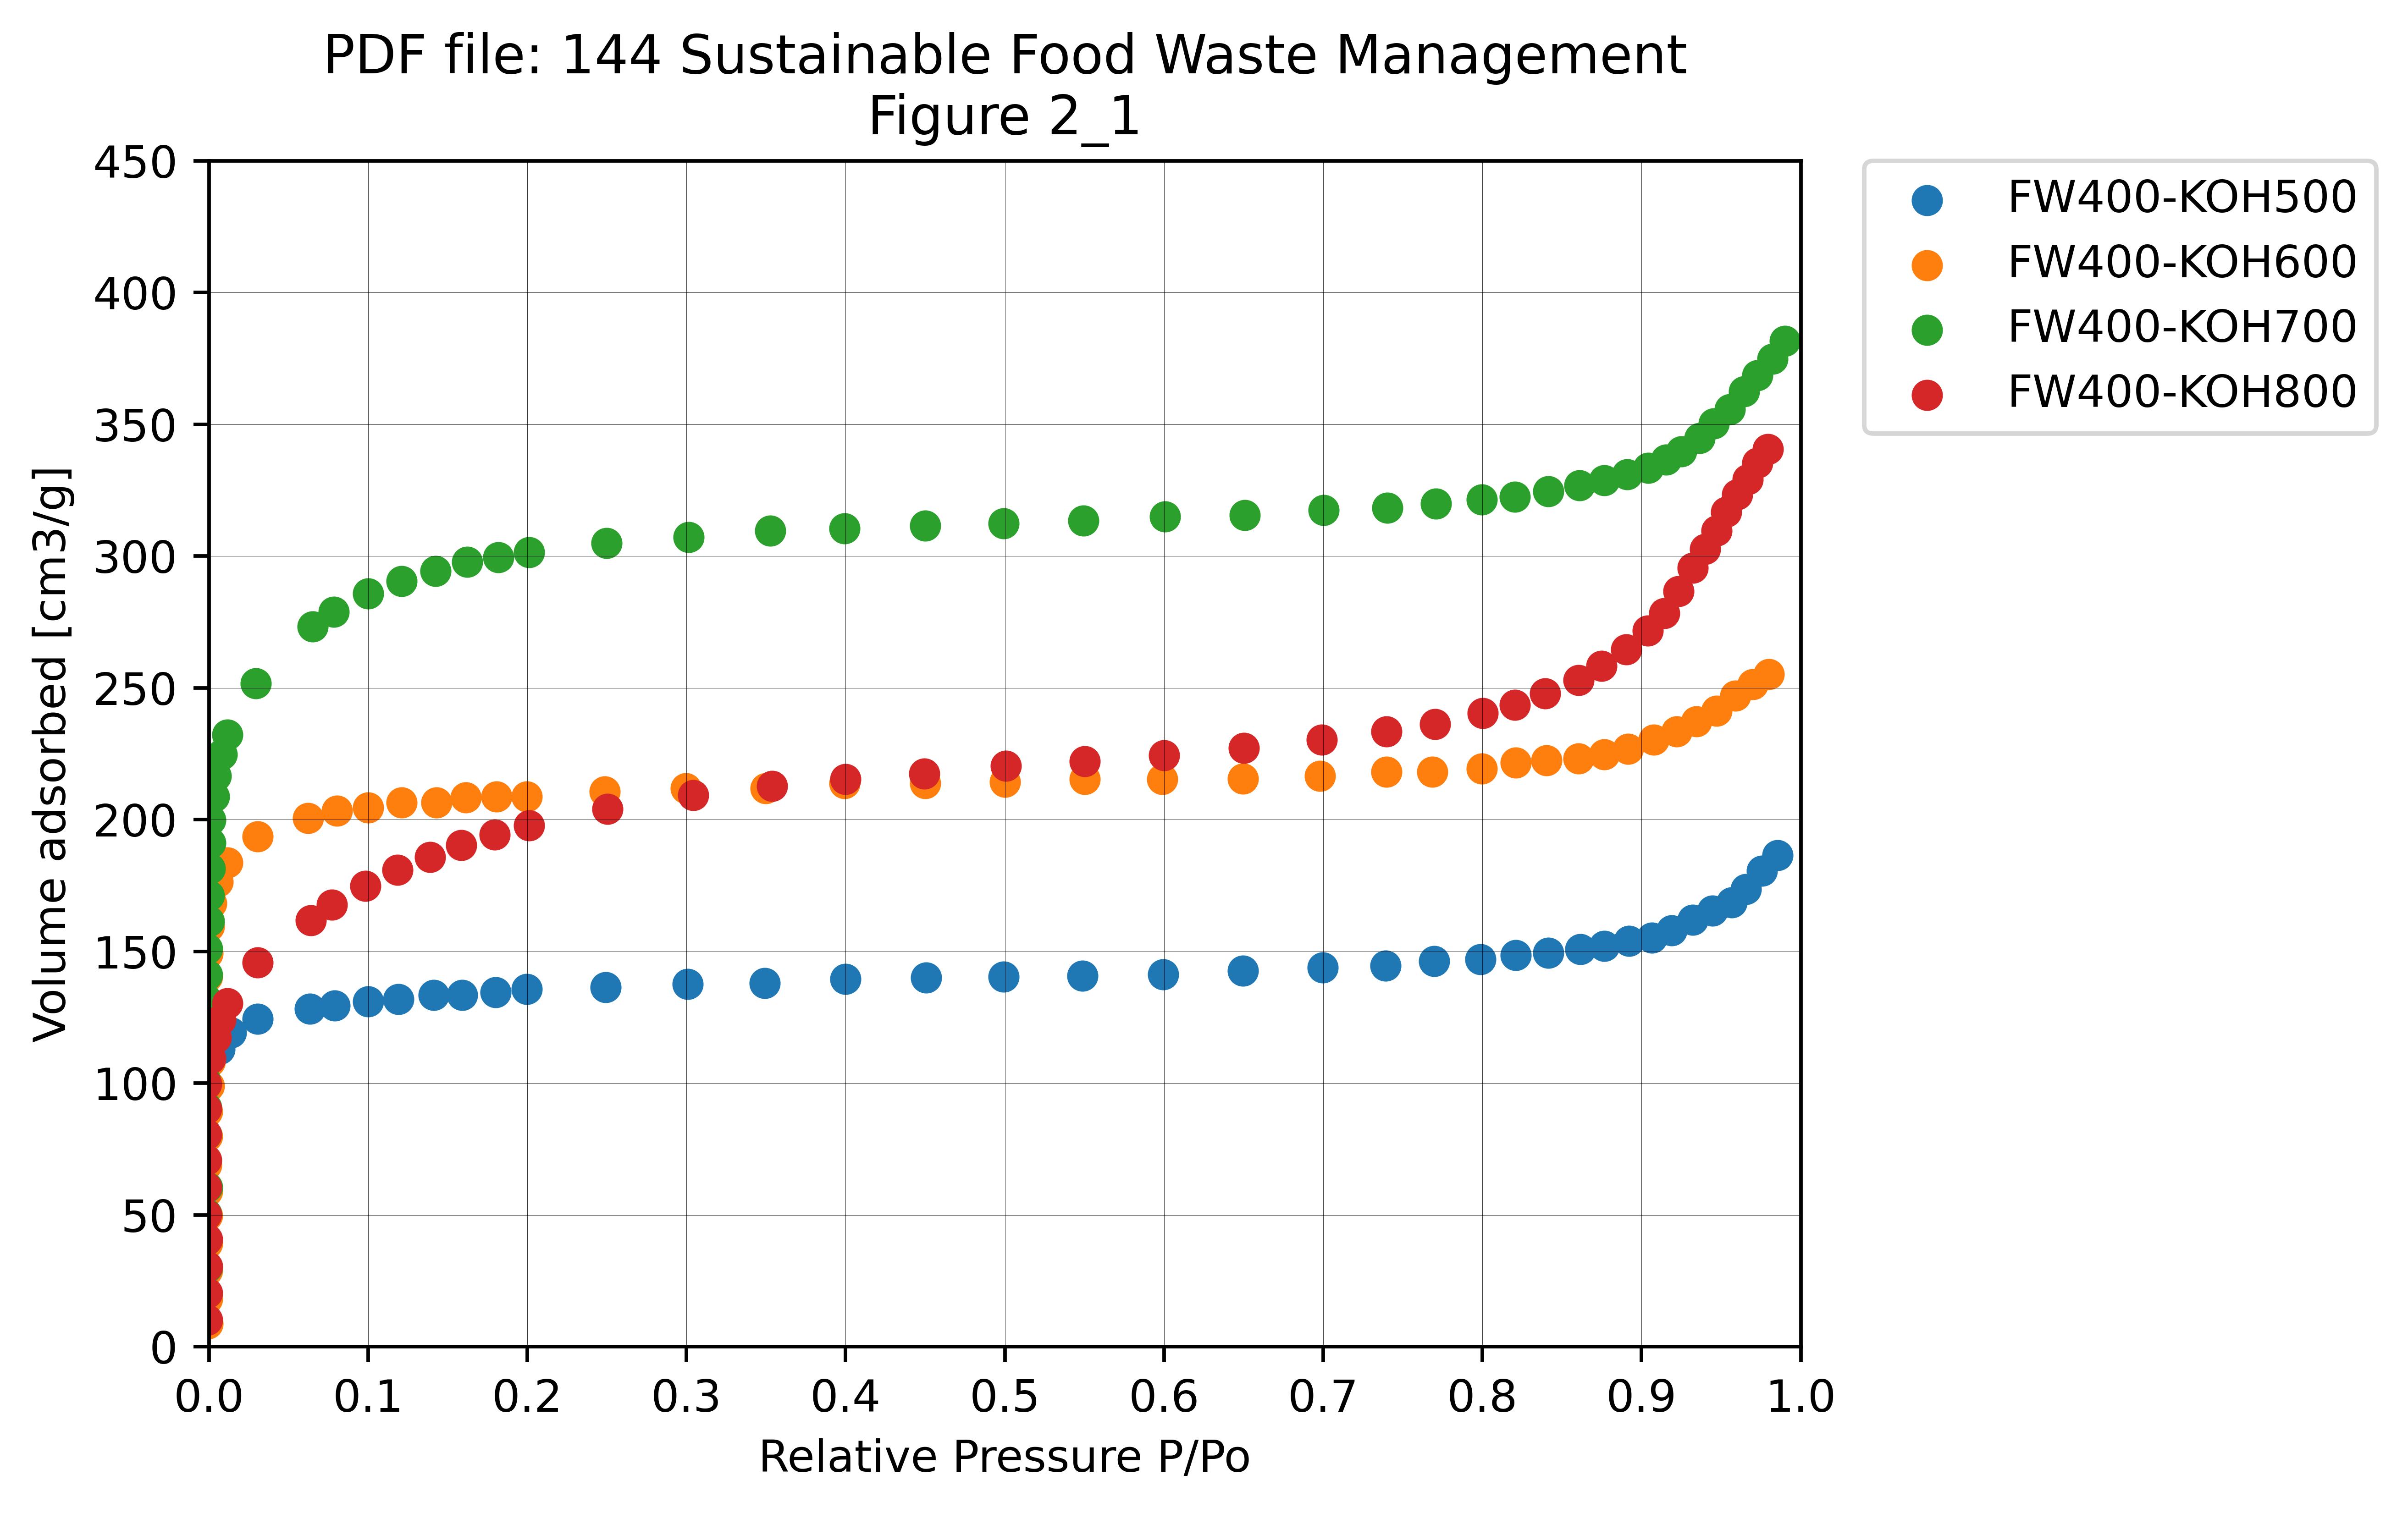 PDF file: 144 Sustainable Food Waste Management
Figure 2_1
450
400
350
300
250
200
150
100
50
0
Volume adsorbed [cm3/g]
0.0 0.1 0.2 0.3 0.4 0.5 0.6 0.7 0.8 0.9 1.0
Relative Pressure P/Po
FW400-KOH500
FW400-KOH600
FW400-KOH700
FW400-KOH800